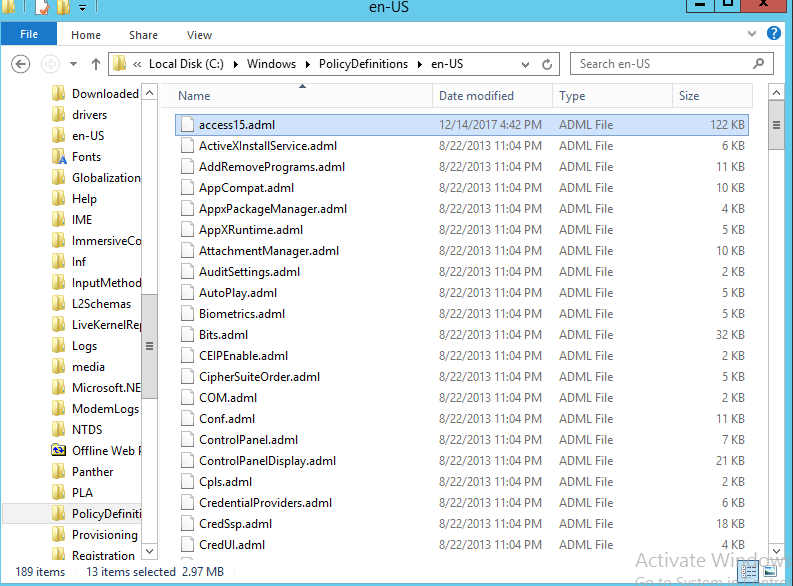 en-US
File Home Share View
« Local Disk (C:) Windows PolicyDefinitions en-US Search en-US
Name Date modified Type Size
Downloaded
drivers
en-US
Fonts
Globalization
Help
IME
ImmersiveCo
Inf
InputMethod
L2Schemas
LiveKernelRep
Logs
media
Microsoft.NE
ModemLogs
NTDS
Offline Web P
Panther
PLA
PolicyDefiniti
Provisioning
Registration
access15.adml 12/14/2017 4:42 PM ADML File 122 KB
ActiveXInstallService.adml 8/22/2013 11:04 PM ADML File 6 KB
AddRemovePrograms.adml 8/22/2013 11:04 PM ADML File 11 KB
AppCompat.adml 8/22/2013 11:04 PM ADML File 10 KB
AppxPackageManager.adml 8/22/2013 11:04 PM ADML File 4 KB
AppXRuntime.adml 8/22/2013 11:04 PM ADML File 5 KB
AttachmentManager.adml 8/22/2013 11:04 PM ADML File 10 KB
AuditSettings.adml 8/22/2013 11:04 PM ADML File 2 KB
AutoPlay.adml 8/22/2013 11:04 PM ADML File 5 KB
Biometrics.adml 8/22/2013 11:04 PM ADML File 5 KB
Bits.adml 8/22/2013 11:04 PM ADML File 32 KB
CEIPEnable.adml 8/22/2013 11:04 PM ADML File 2 KB
CipherSuiteOrder.adml 8/22/2013 11:04 PM ADML File 5 KB
COM.adml 8/22/2013 11:04 PM ADML File 2 KB
Conf.adml 8/22/2013 11:04 PM ADML File 11 KB
ControlPanel.adml 8/22/2013 11:04 PM ADML File 7 KB
ControlPanelDisplay.adml 8/22/2013 11:04 PM ADML File 21 KB
Cpls.adml 8/22/2013 11:04 PM ADML File 2 KB
CredentialProviders.adml 8/22/2013 11:04 PM ADML File 6 KB
CredSsp.adml 8/22/2013 11:04 PM ADML File 18 KB
CredUI.adml 8/22/2013 11:04 PM ADML File 4 KB
Activate Window
189 items 13 items selected 2.97 MB
Go to System in Control